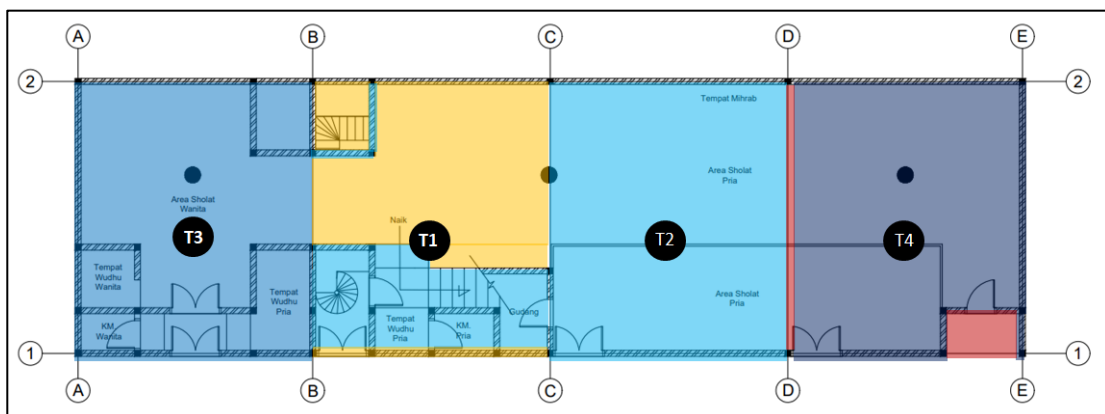 A B C D E
2 2
Tempat Mihrab
Area Sholat
Wanita
Area Sholat
Pria
Naik
T3 T1 T2 T4
Tempat
Wudhu
Wanita
Tempat
Wudhu
Pria
Area Sholat
Pria
Gudang
KM.
Wanita
Tempat
Wudhu
Pria
KM.
Pria
1 1
A B C D E